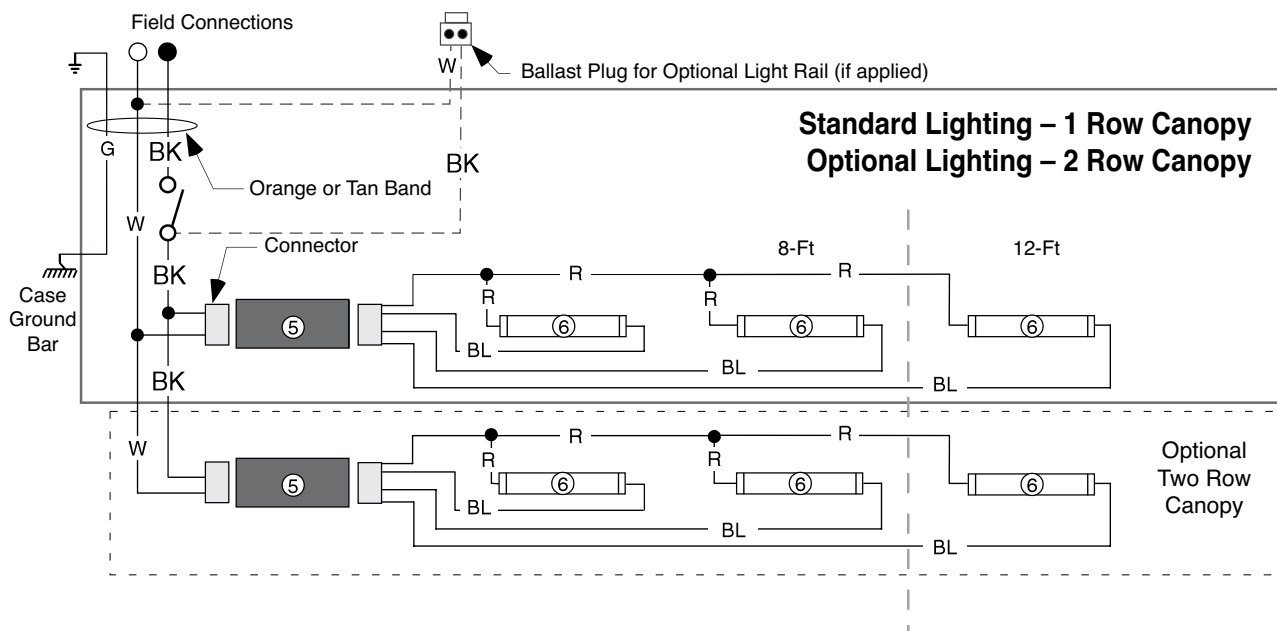 Field Connections
W
Ballast Plug for Optional Light Rail (if applied)
Standard Lighting – 1 Row Canopy
Optional Lighting – 2 Row Canopy
G
BK
BK
Orange or Tan Band
W
Connector
8-Ft
12-Ft
BK
R
R
Case
Ground
Bar
R
R
5
6
6
6
BL
BL
BL
BK
W
R
R
R
R
Optional
Two Row
Canopy
5
6
6
6
BL
BL
BL